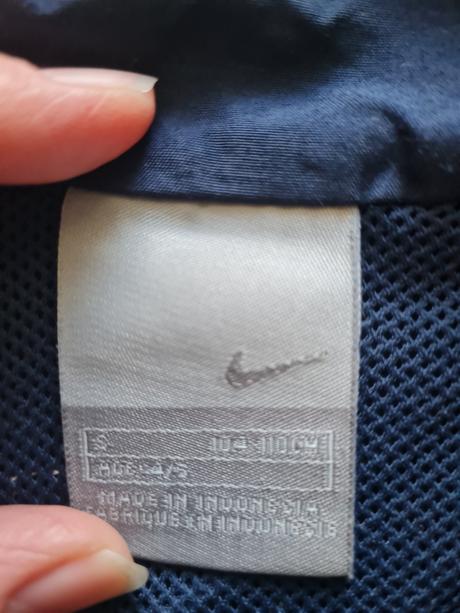 S 104-110CM
AGE-4/5
MADE IN INDONESIA
FABRIQUE EN INDONESIE